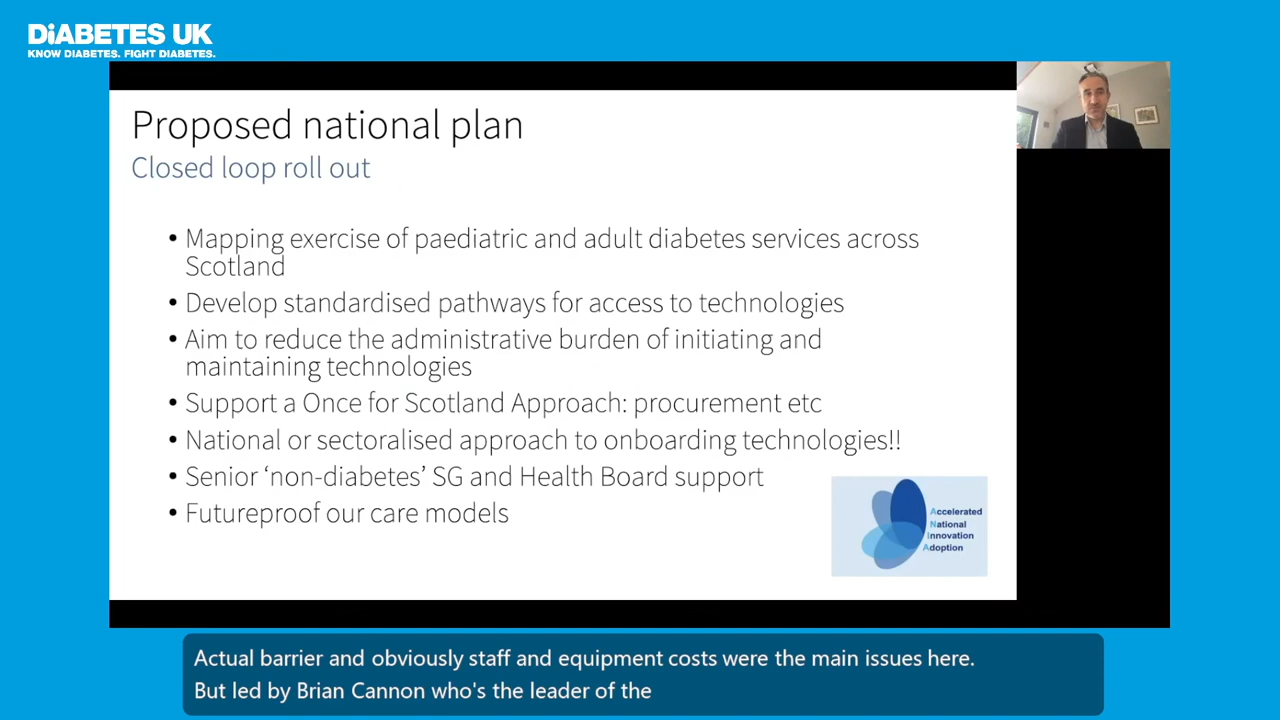 DiABETES UK
KNOW DIABETES. FIGHT DIABETES.
Proposed national plan
Closed loop roll out
• Mapping exercise of paediatric and adult diabetes services across
Scotland
• Develop standardised pathways for access to technologies
• Aim to reduce the administrative burden of initiating and
maintaining technologies
• Support a Once for Scotland Approach: procurement etc
• National or sectoralised approach to onboarding technologies!!
• Senior ‘non-diabetes’ SG and Health Board support
• Futureproof our care models
Accelerated
National
Innovation
Adoption
Actual barrier and obviously staff and equipment costs were the main issues here.
But led by Brian Cannon who's the leader of the